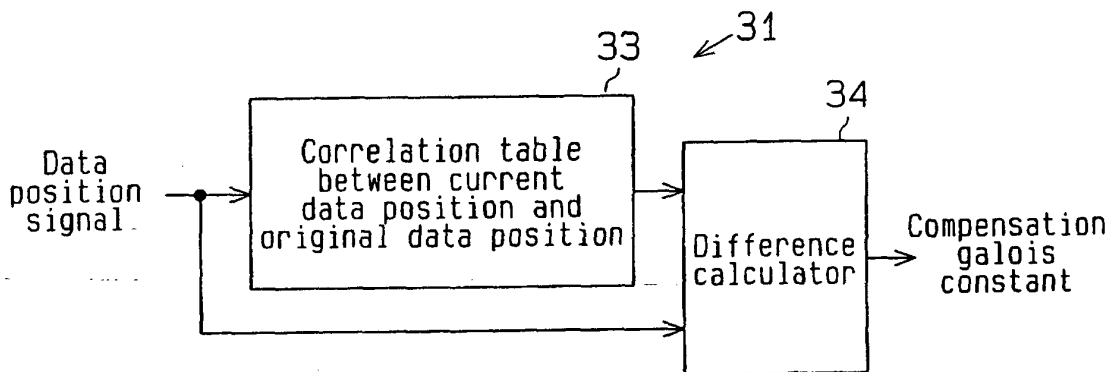 31
33
34
Data
position
signal
Correlation table
between current
data position and
original data position
Difference
calculator
Compensation
galois
constant